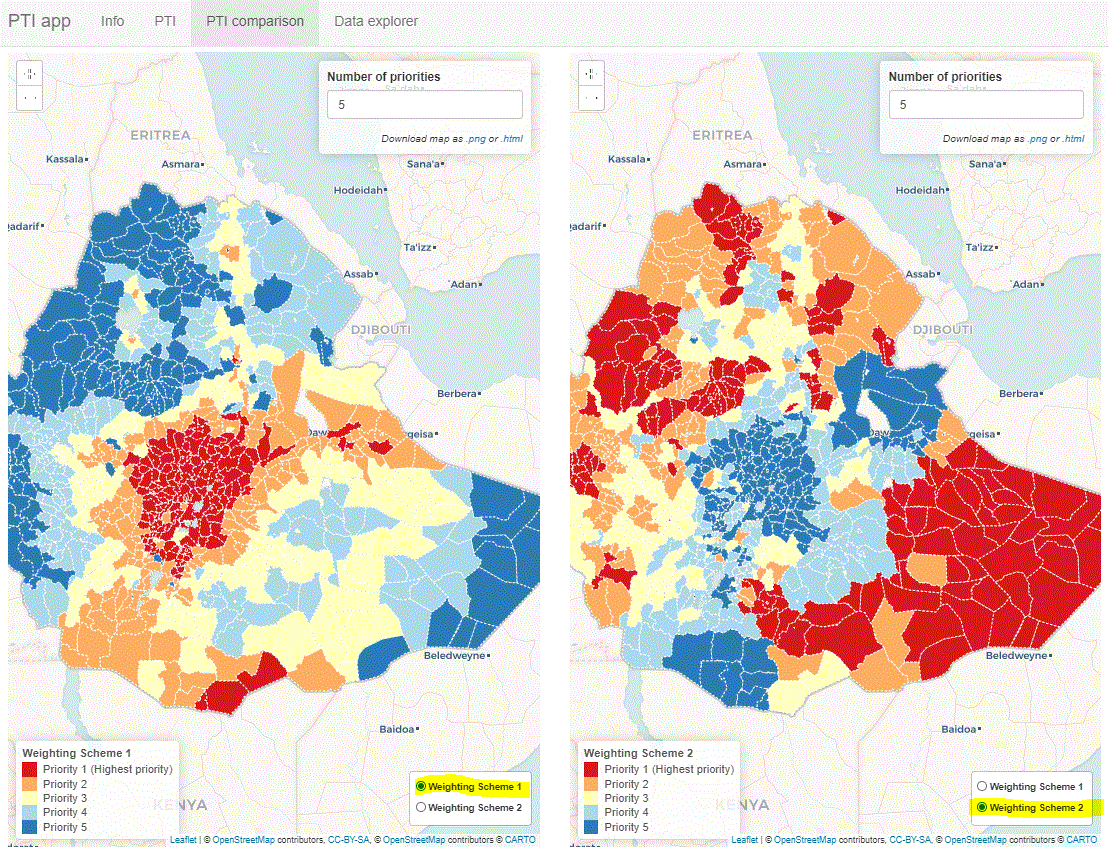 PTI app Info PTI PTI comparison Data explorer
Number of priorities
5
Download map as .png or .html
ERITREA
Kassala
Asmara
Sana'a
Hodeidah
Ta'izz
Assab
Adan
DJIBOUTI
Berbera
Beledweyne
Baidoa
KENYA
Weighting Scheme 1
Priority 1 (Highest priority)
Priority 2
Priority 3
Priority 4
Priority 5
Weighting Scheme 1
Weighting Scheme 2
Leaflet | © OpenStreetMap contributors, CC-BY-SA, © OpenStreetMap contributors © CARTO
Number of priorities
5
Download map as .png or .html
ERITREA
Kassala
Asmara
Sana'a
Hodeidah
Ta'izz
Assab
Adan
DJIBOUTI
Berbera
Beledweyne
Baidoa
KENYA
Weighting Scheme 2
Priority 1 (Highest priority)
Priority 2
Priority 3
Priority 4
Priority 5
Weighting Scheme 1
Weighting Scheme 2
Leaflet | © OpenStreetMap contributors, CC-BY-SA, © OpenStreetMap contributors © CARTO